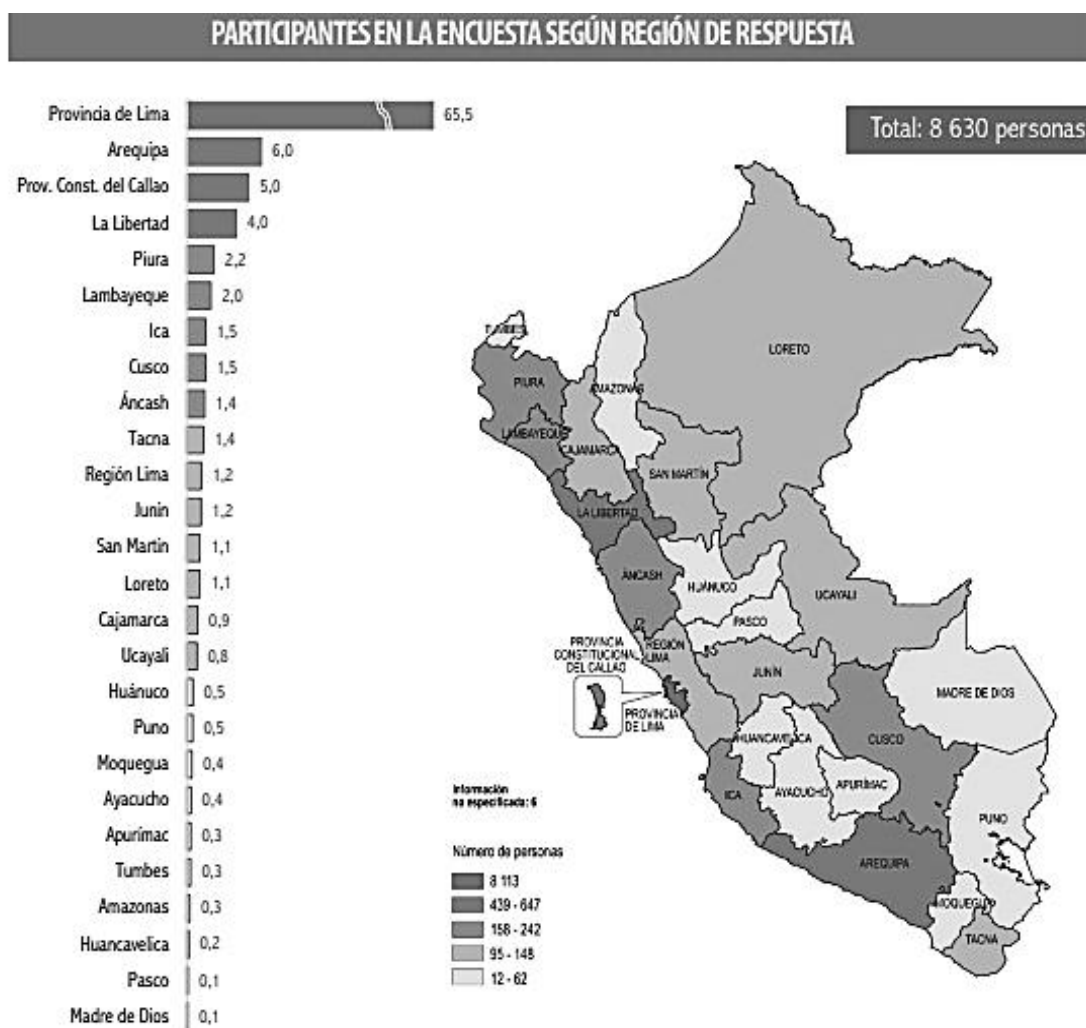 PARTICIPANTES EN LA ENCUESTA SEGÚN REGIÓN DE RESPUESTA
Provincia de Lima 65,5
Arequipa 6,0
Prov. Const. del Callao 5,0
La Libertad 4,0
Piura 2,2
Lambayeque 2,0
Ica 1,5
Cusco 1,5
Áncash 1,4
Tacna 1,4
Región Lima 1,2
Junín 1,2
San Martín 1,1
Loreto 1,1
Cajamarca 0,9
Ucayali 0,8
Huánuco 0,5
Puno 0,5
Moquegua 0,4
Ayacucho 0,4
Apurímac 0,3
Tumbes 0,3
Amazonas 0,3
Huancavelica 0,2
Pasco 0,1
Madre de Dios 0,1
Total: 8 630 personas
TUMBES
PIURA
LAMBAYEQUE
CAJAMARCA
AMAZONAS
LORETO
SAN MARTÍN
LA LIBERTAD
ÁNCASH
HUÁNUCO
PASCO
UCAYALI
REGIÓN
LIMA
PROVINCIA
CONSTITUCIONAL
DEL CALLAO
PROVINCIA
DE LIMA
JUNÍN
MADRE DE DIOS
HUANCAVELICA
CUSCO
ICA
AYACUCHO
APURÍMAC
PUNO
AREQUIPA
MOQUEGUA
TACNA
Información
no especificada: 6
Número de personas
8 113
439 - 647
158 - 242
95 - 148
12 - 62